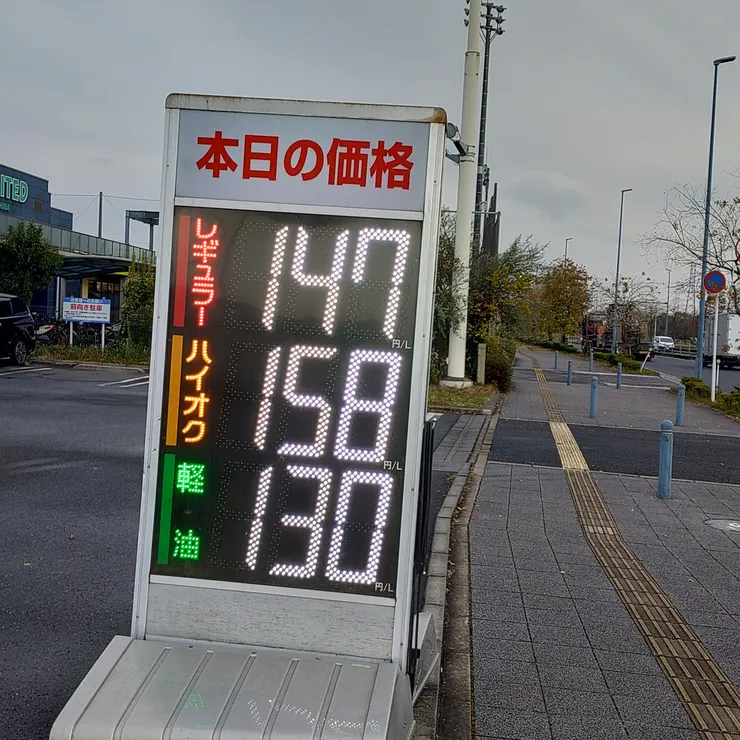 本日の価格
レギュラー
147
円/L
ハイオク
158
円/L
軽油
130
円/L
ITED
前向き駐車